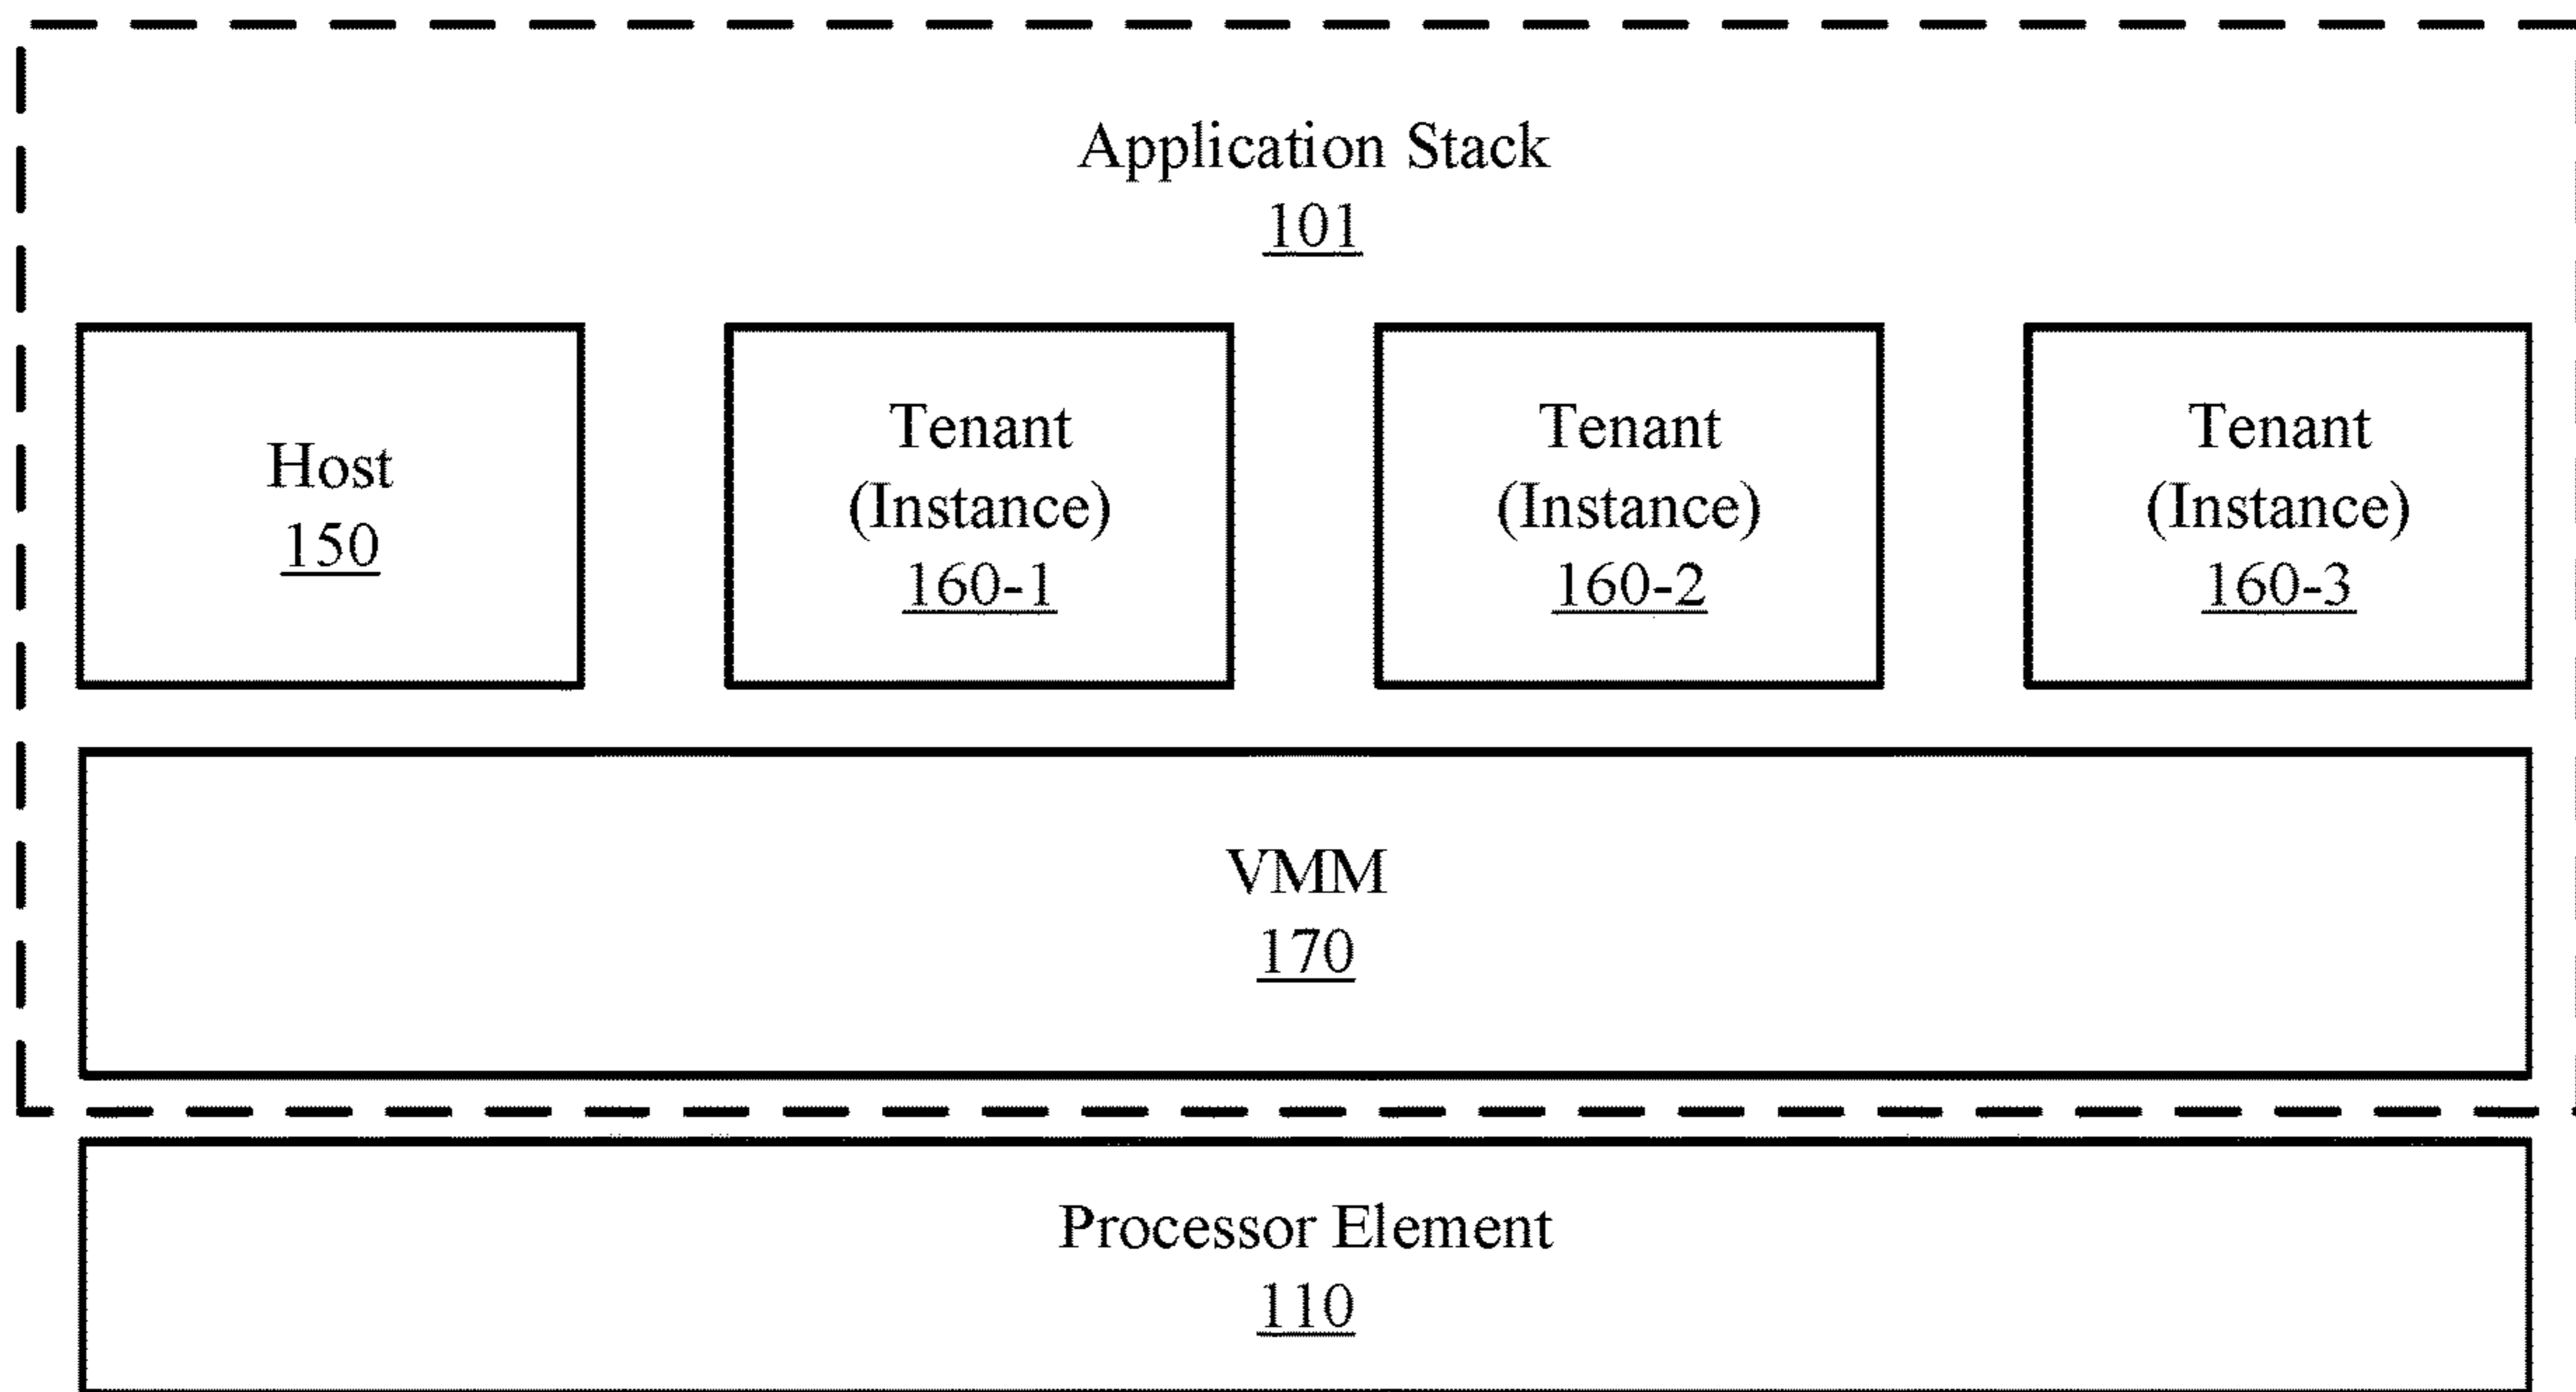 Application Stack
101
Host
150
Tenant
(Instance)
160-1
Tenant
(Instance)
160-2
Tenant
(Instance)
160-3
VMM
170
Processor Element
110